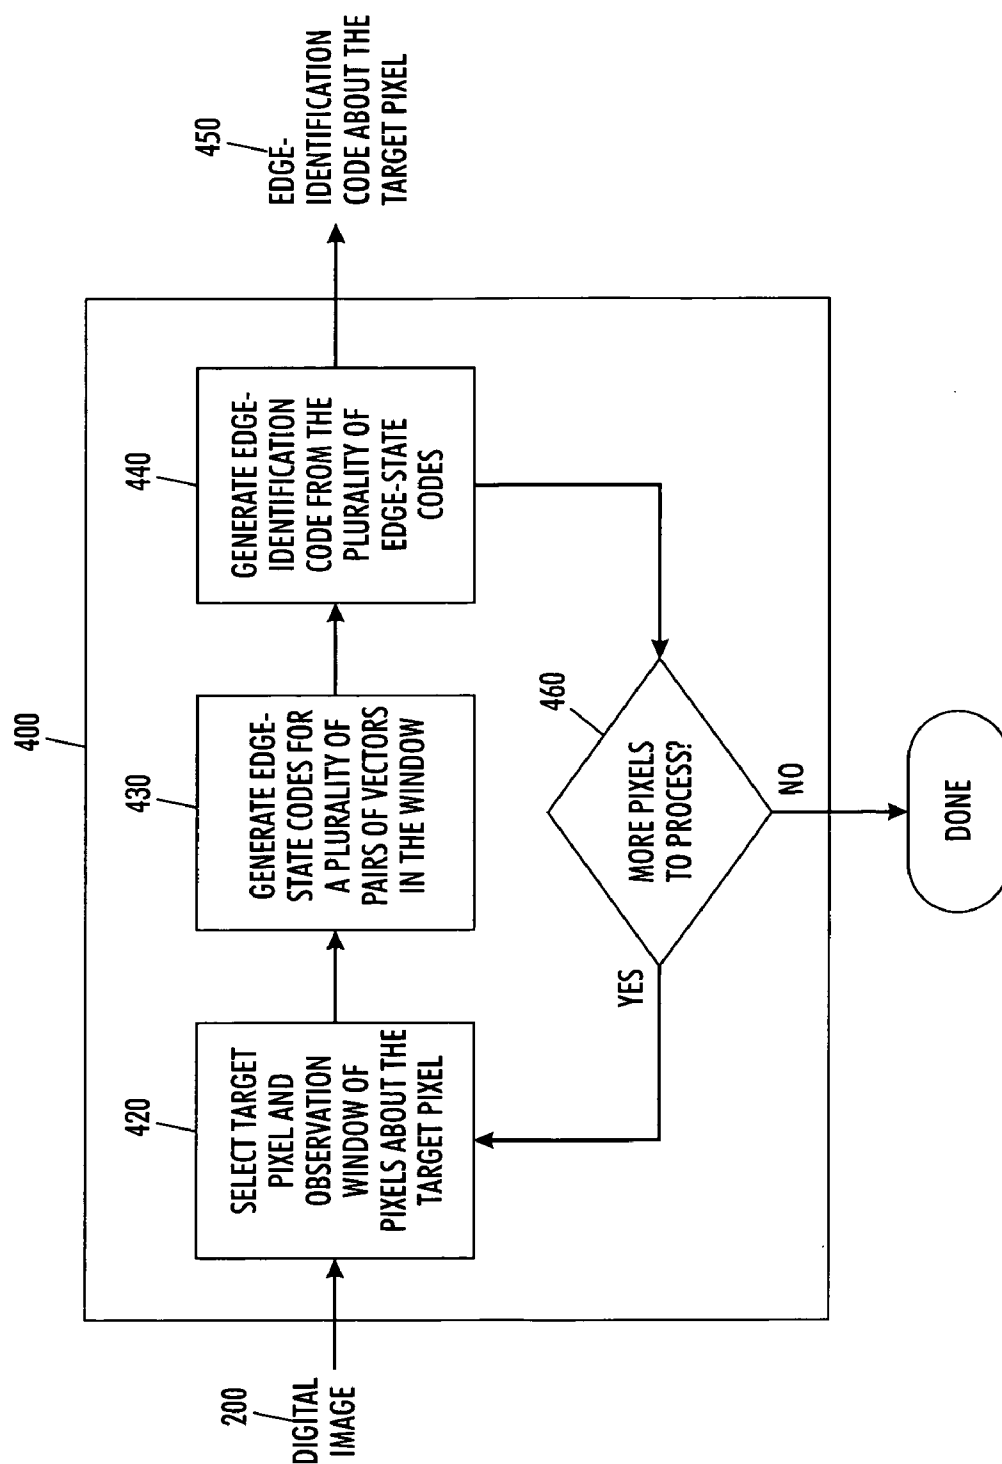 400
200
DIGITAL
IMAGE
420
SELECT TARGET
PIXEL AND
OBSERVATION
WINDOW OF
PIXELS ABOUT THE
TARGET PIXEL
430
GENERATE EDGE-
STATE CODES FOR
A PLURALITY OF
PAIRS OF VECTORS
IN THE WINDOW
440
GENERATE EDGE-
IDENTIFICATION
CODE FROM THE
PLURALITY OF
EDGE-STATE
CODES
450
EDGE-
IDENTIFICATION
CODE ABOUT THE
TARGET PIXEL
460
MORE PIXELS
TO PROCESS?
YES
NO
DONE